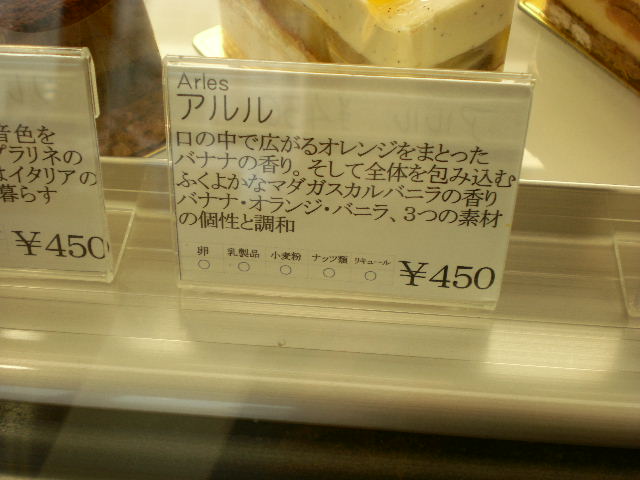 Arles
アルル
口の中で広がるオレンジをまとった
バナナの香り。そして全体を包み込む
ふくよかなマダガスカルバニラの香り
バナナ・オランジ・バニラ、3つの素材
の個性と調和
卵 乳製品 小麦粉 ナッツ類 リキュール
○ ○ ○ ○ ○
¥450
音色を
プラリネの
はイタリアの
暮らす
¥450